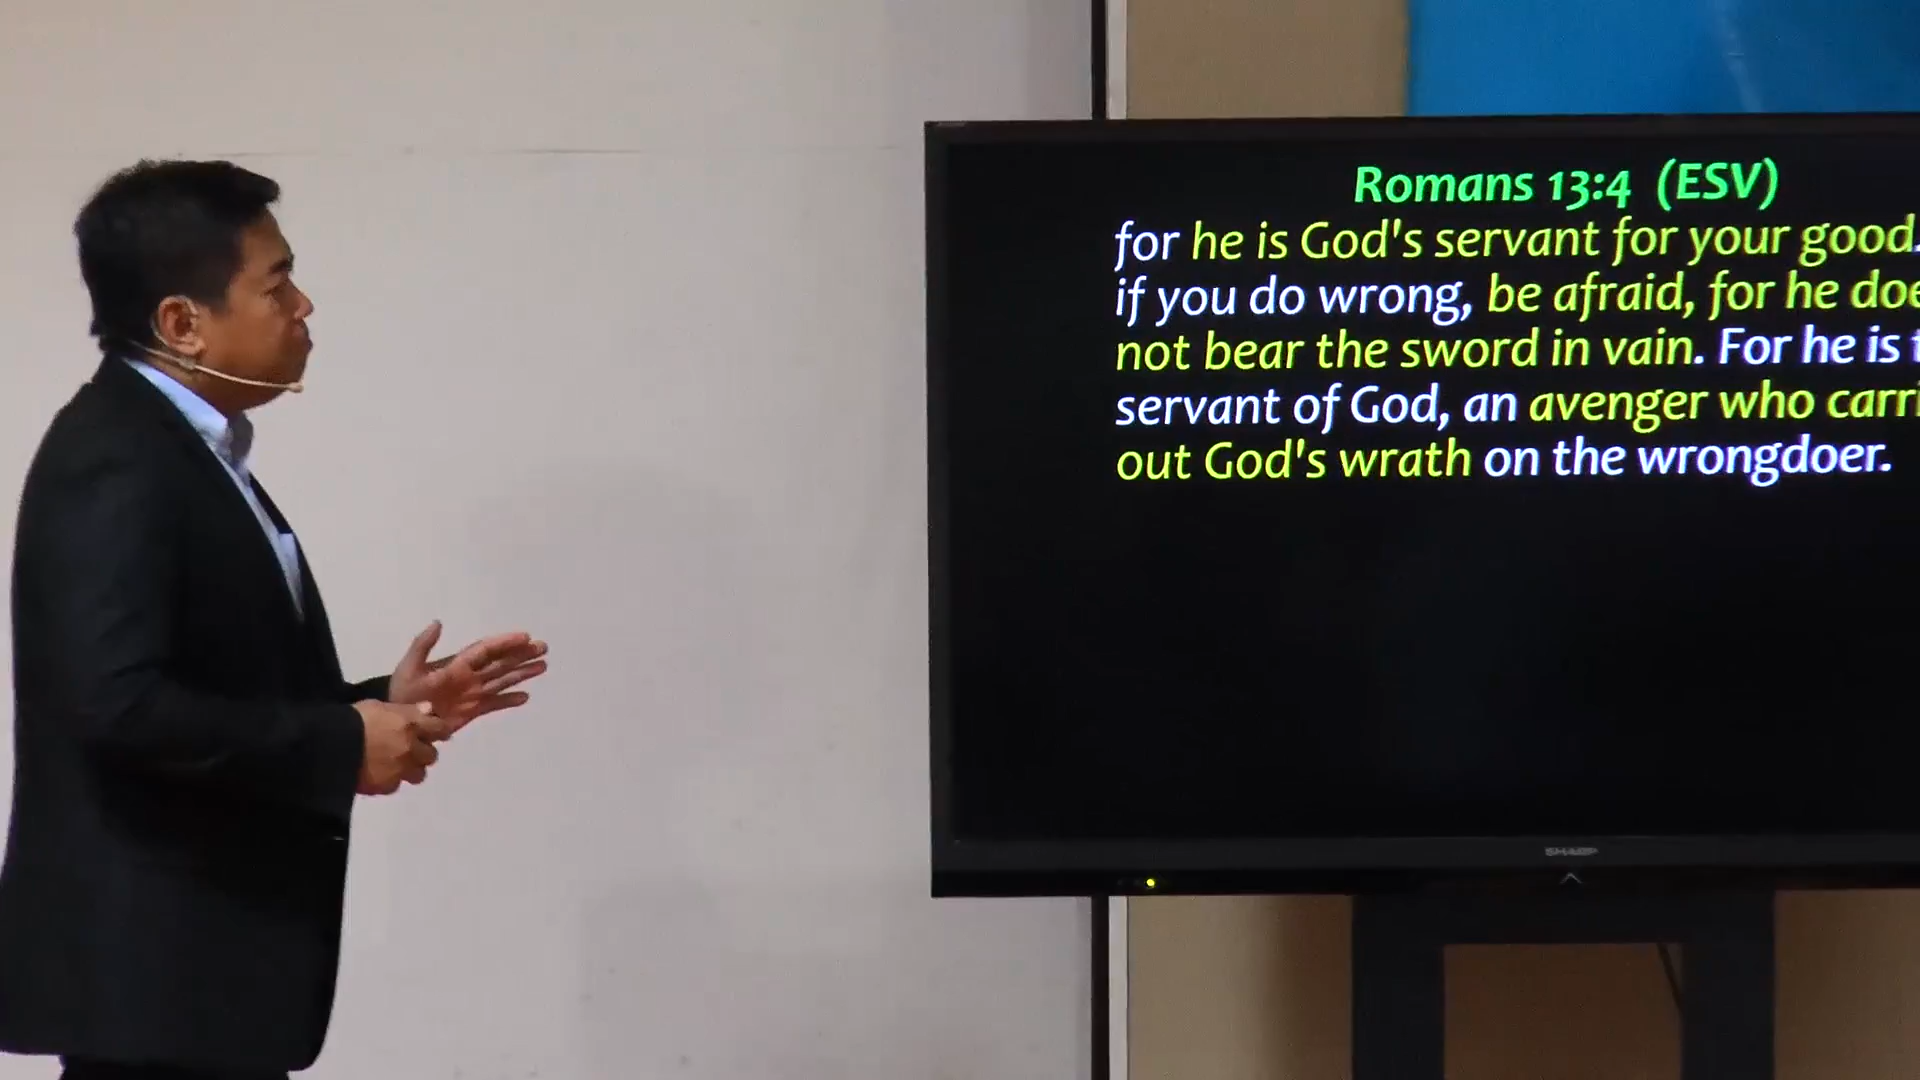 Romans 13:4 (ESV)
for he is God's servant for your good.
if you do wrong, be afraid, for he
not bear the sword in vain. For he is
servant of God, an avenger who
out God's wrath on the wrongdoer.
SHARP